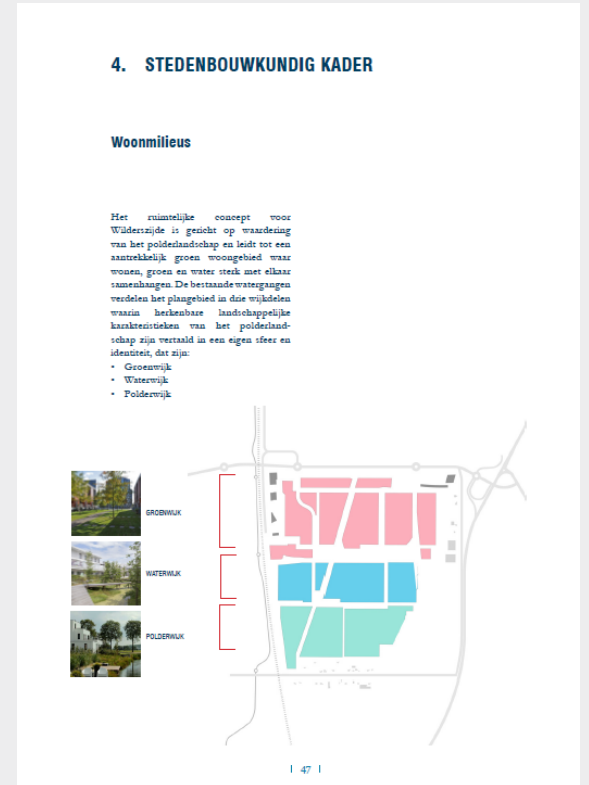 4. STEDENBOUWKUNDIG KADER
Woonmilieus
Het ruimtelijke concept voor
Wilderszijde is gericht op waardering
van het polderlandschap en leidt tot een
aantrekkelijk groen woongebied waar
wonen, groen en water sterk met elkaar
samenhangen. De bestaande watergangen
verdelen het plangebied in drie wijkdelen
waarin herkenbare landschappelijke
karakteristieken van het polderland-
schap zijn vertaald in een eigen sfeer en
identiteit, dat zijn:
• Groenwijk
• Waterwijk
• Polderwijk
GROENWIJK
WATERWIJK
POLDERWIJK
| 47 |